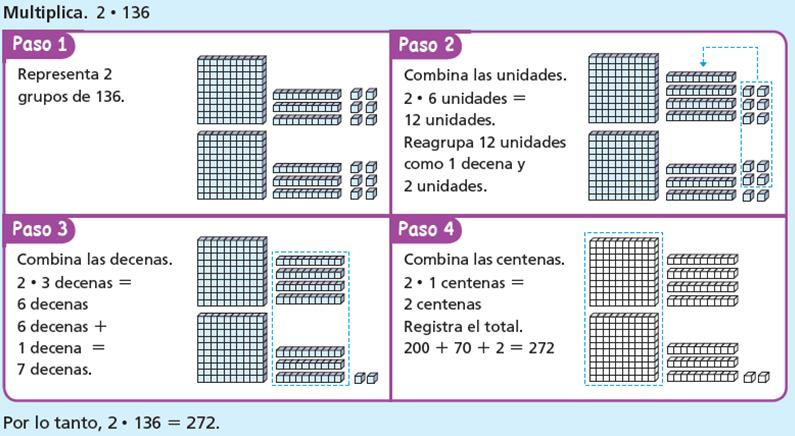 Multiplica. 2 • 136
Paso 1
Representa 2
grupos de 136.
Paso 2
Combina las unidades.
2 • 6 unidades =
12 unidades.
Reagrupa 12 unidades
como 1 decena y
2 unidades.
Paso 3
Combina las decenas.
2 • 3 decenas =
6 decenas
6 decenas +
1 decena =
7 decenas.
Paso 4
Combina las centenas.
2 • 1 centenas =
2 centenas
Registra el total.
200 + 70 + 2 = 272
Por lo tanto, 2 • 136 = 272.